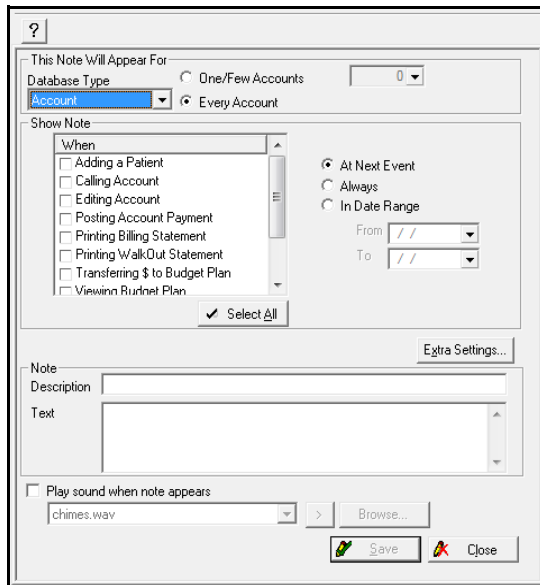 ?
This Note Will Appear For
Database Type
One/Few Accounts
0
Account
Every Account
Show Note
When
Adding a Patient
Calling Account
Editing Account
Posting Account Payment
Printing Billing Statement
Printing WalkOut Statement
Transferring $ to Budget Plan
Viewing Budget Plan
At Next Event
Always
In Date Range
From / /
To / /
Select All
Extra Settings...
Note
Description
Text
Play sound when note appears
chimes.wav > Browse...
Save Close